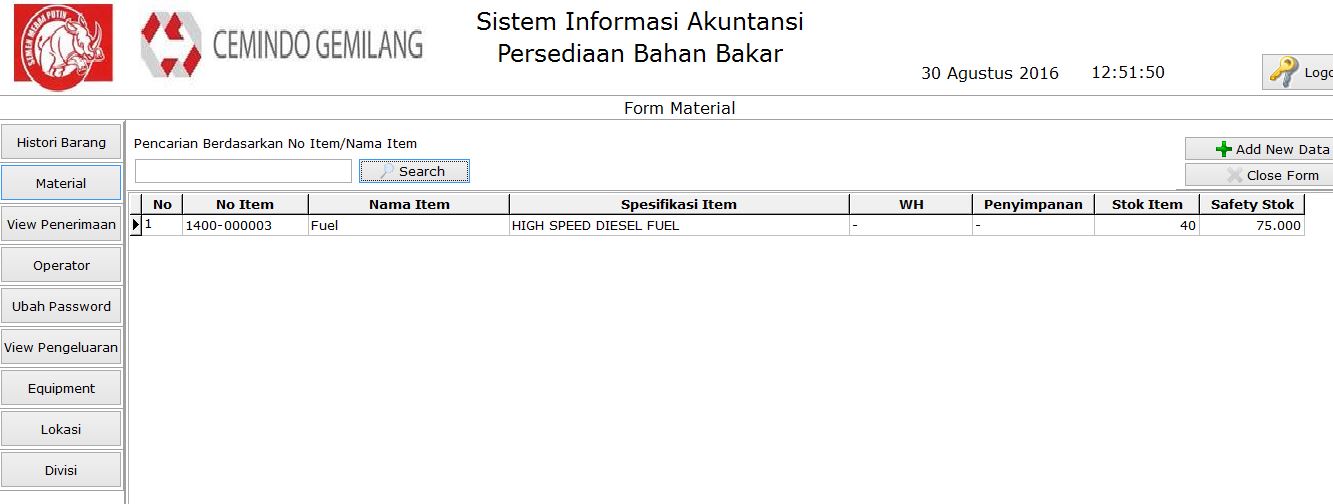 SEMEN MERAH PUTIH
CEMINDO GEMILANG
Sistem Informasi Akuntansi
Persediaan Bahan Bakar
30 Agustus 2016 12:51:50
Logo
Form Material
Histori Barang
Material
View Penerimaan
Operator
Ubah Password
View Pengeluaran
Equipment
Lokasi
Divisi
Pencarian Berdasarkan No Item/Nama Item
Search
Add New Data
Close Form
No No Item Nama Item Spesifikasi Item WH Penyimpanan Stok Item Safety Stok
1 1400-000003 Fuel HIGH SPEED DIESEL FUEL - - 40 75.000